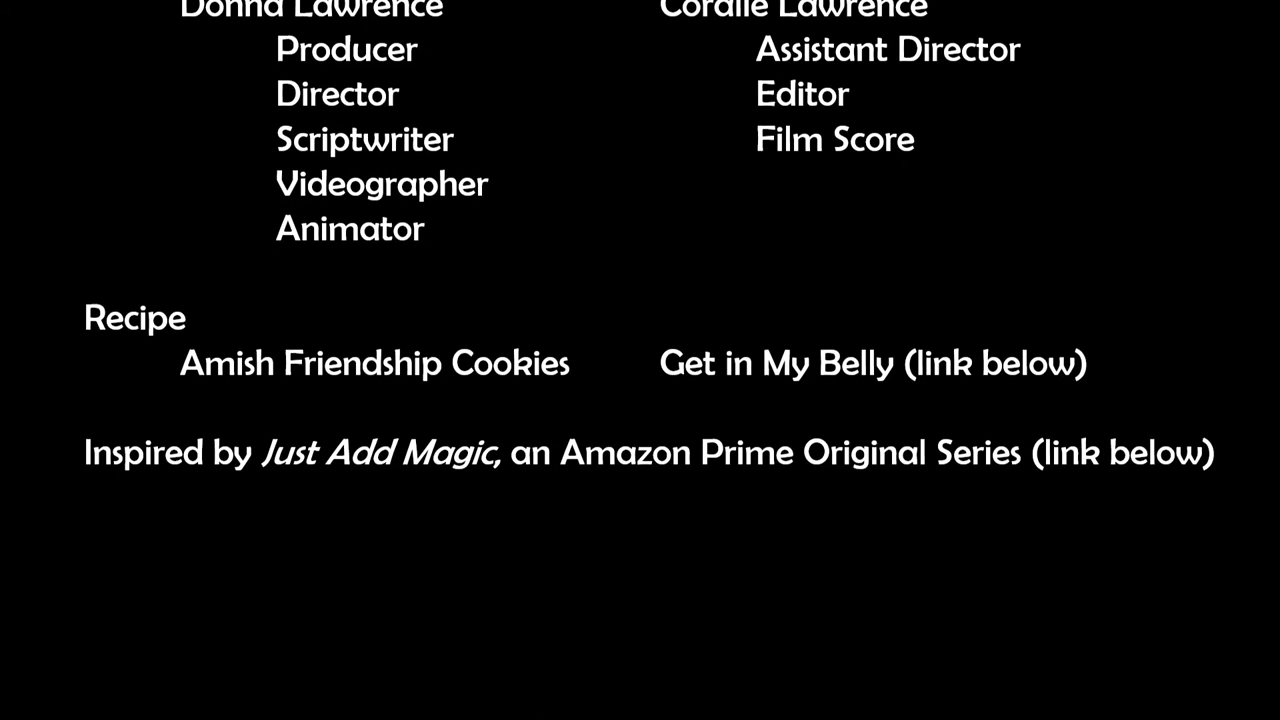 Donna Lawrence Coralie Lawrence
Producer Assistant Director
Director Editor
Scriptwriter Film Score
Videographer
Animator
Recipe
Amish Friendship Cookies Get in My Belly (link below)
Inspired by Just Add Magic, an Amazon Prime Original Series (link below)